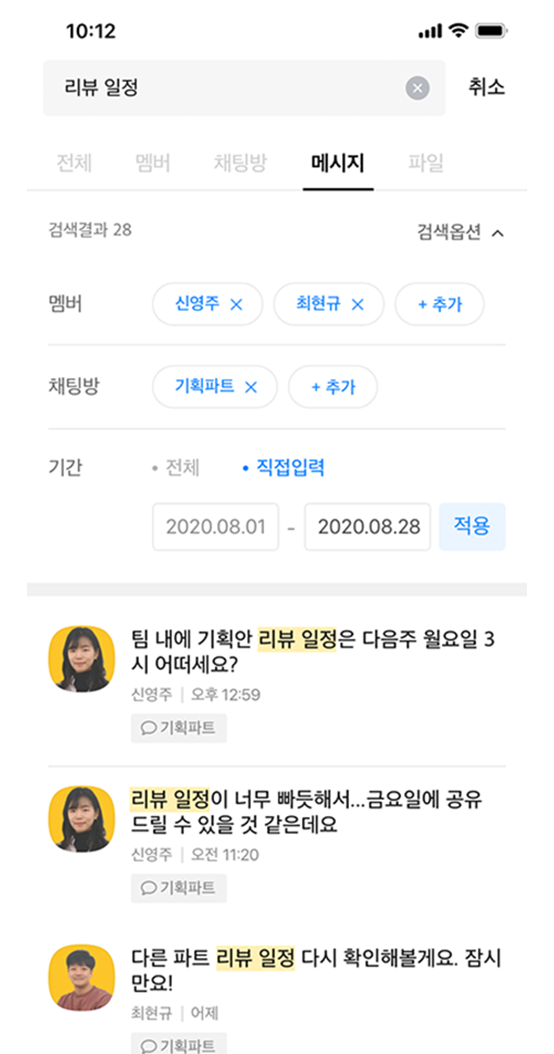 10:12
리뷰 일정 취소
전체 멤버 채팅방 메시지 파일
검색결과 28 검색옵션
멤버 신영주 × 최현규 × + 추가
채팅방 기획파트 × + 추가
기간 • 전체 • 직접입력
2020.08.01 - 2020.08.28 적용
팀 내에 기획안 리뷰 일정은 다음주 월요일 3
시 어떠세요?
신영주 | 오후 12:59
기획파트
리뷰 일정이 너무 빠듯해서...금요일에 공유
드릴 수 있을 것 같은데요
신영주 | 오전 11:20
기획파트
다른 파트 리뷰 일정 다시 확인해볼게요. 잠시
만요!
최현규 | 어제
기획파트